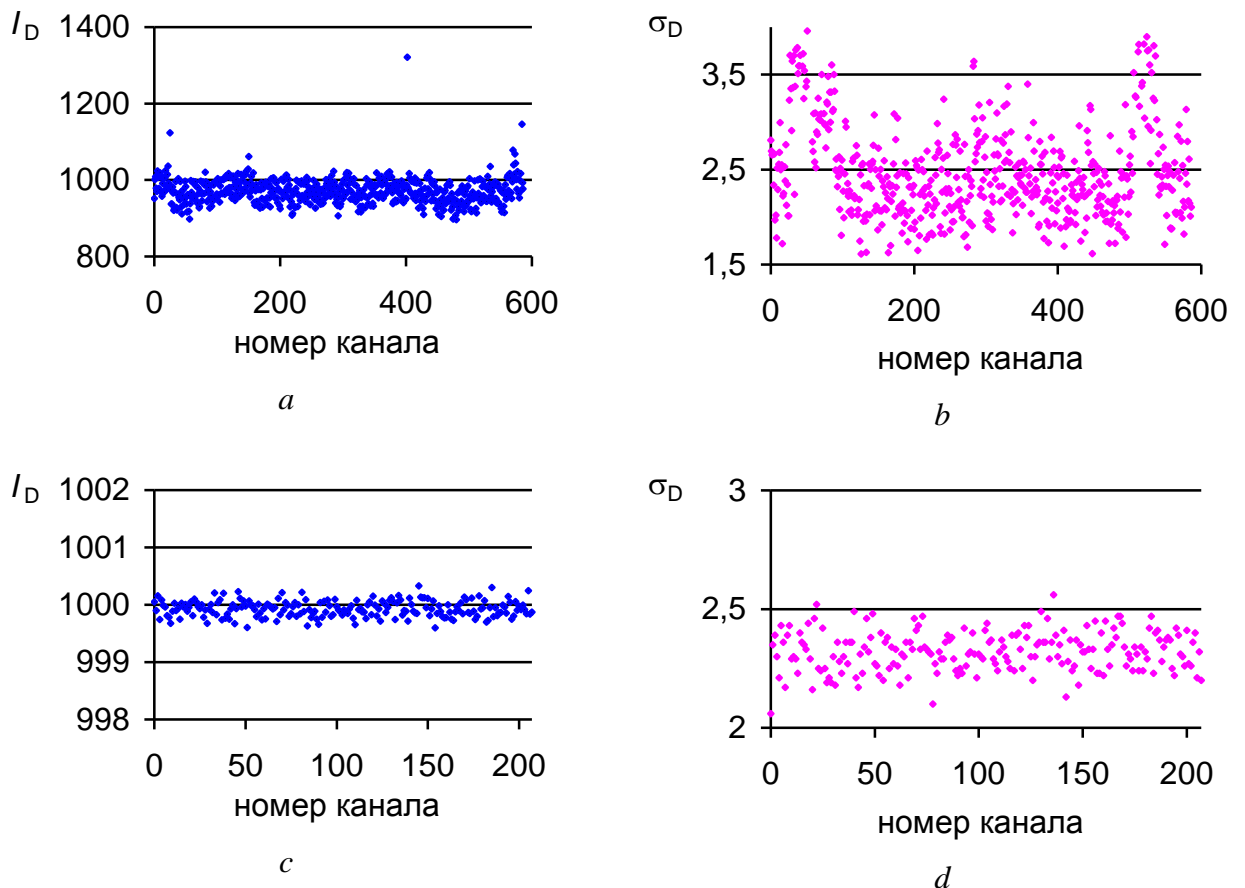 I_D 1400
1200
1000
800
0 200 400 600
номер канала
a
σ_D
3,5
2,5
1,5
0 200 400 600
номер канала
b
I_D 1002
1001
1000
999
998
0 50 100 150 200
номер канала
c
σ_D 3
2,5
2
0 50 100 150 200
номер канала
d